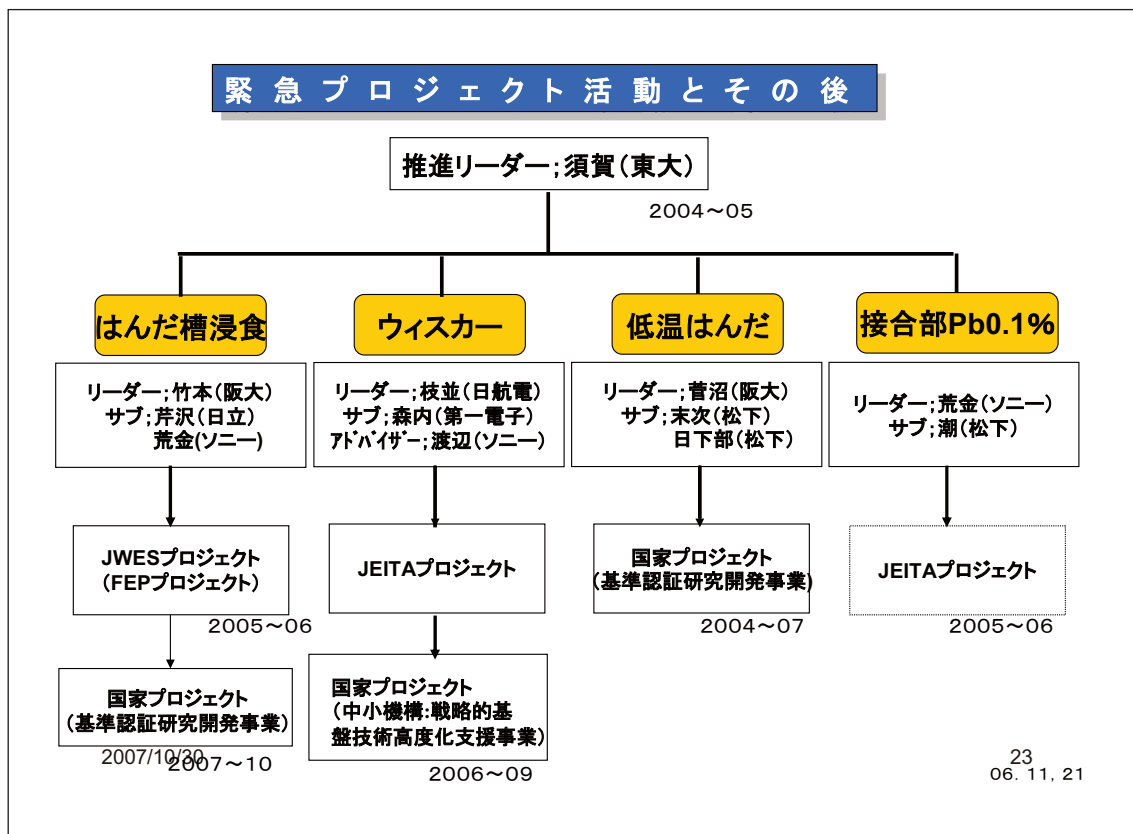 緊急プロジェクト活動とその後
推進リーダー;須賀(東大)
2004～05
はんだ槽浸食
リーダー;竹本(阪大)
サブ;芹沢(日立)
荒金(ソニー)
JWESプロジェクト
(FEPプロジェクト)
2005～06
国家プロジェクト
(基準認証研究開発事業)
2007/10/30
2007～10
ウィスカー
リーダー;枝並(日航電)
サブ;森内(第一電子)
アドバイザー;渡辺(ソニー)
JEITAプロジェクト
国家プロジェクト
(中小機構:戦略的基
盤技術高度化支援事業)
2006～09
低温はんだ
リーダー;菅沼(阪大)
サブ;末次(松下)
日下部(松下)
国家プロジェクト
(基準認証研究開発事業)
2004～07
接合部Pb0.1%
リーダー;荒金(ソニー)
サブ;潮(松下)
JEITAプロジェクト
2005～06
23
06. 11, 21